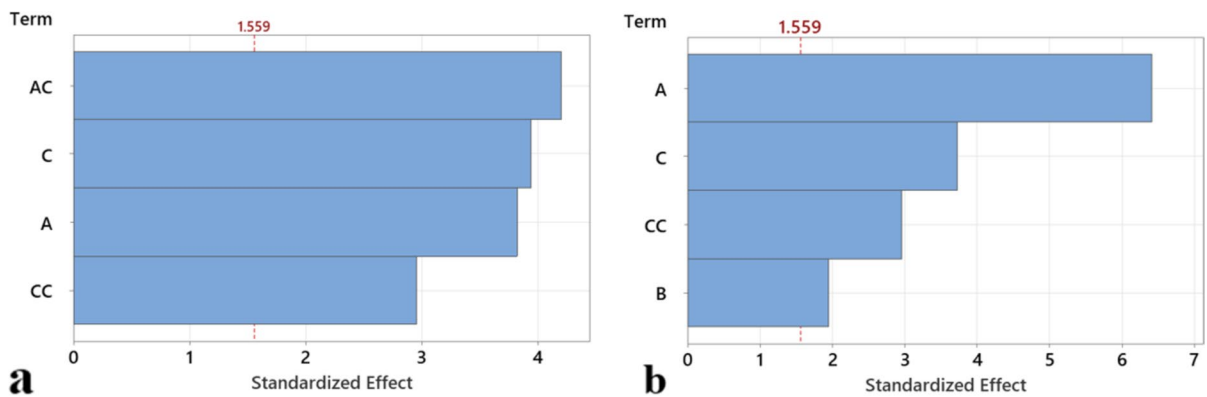 Term
1.559
AC
C
A
CC
0 1 2 3 4
Standardized Effect
a
Term
1.559
A
C
CC
B
0 1 2 3 4 5 6 7
Standardized Effect
b